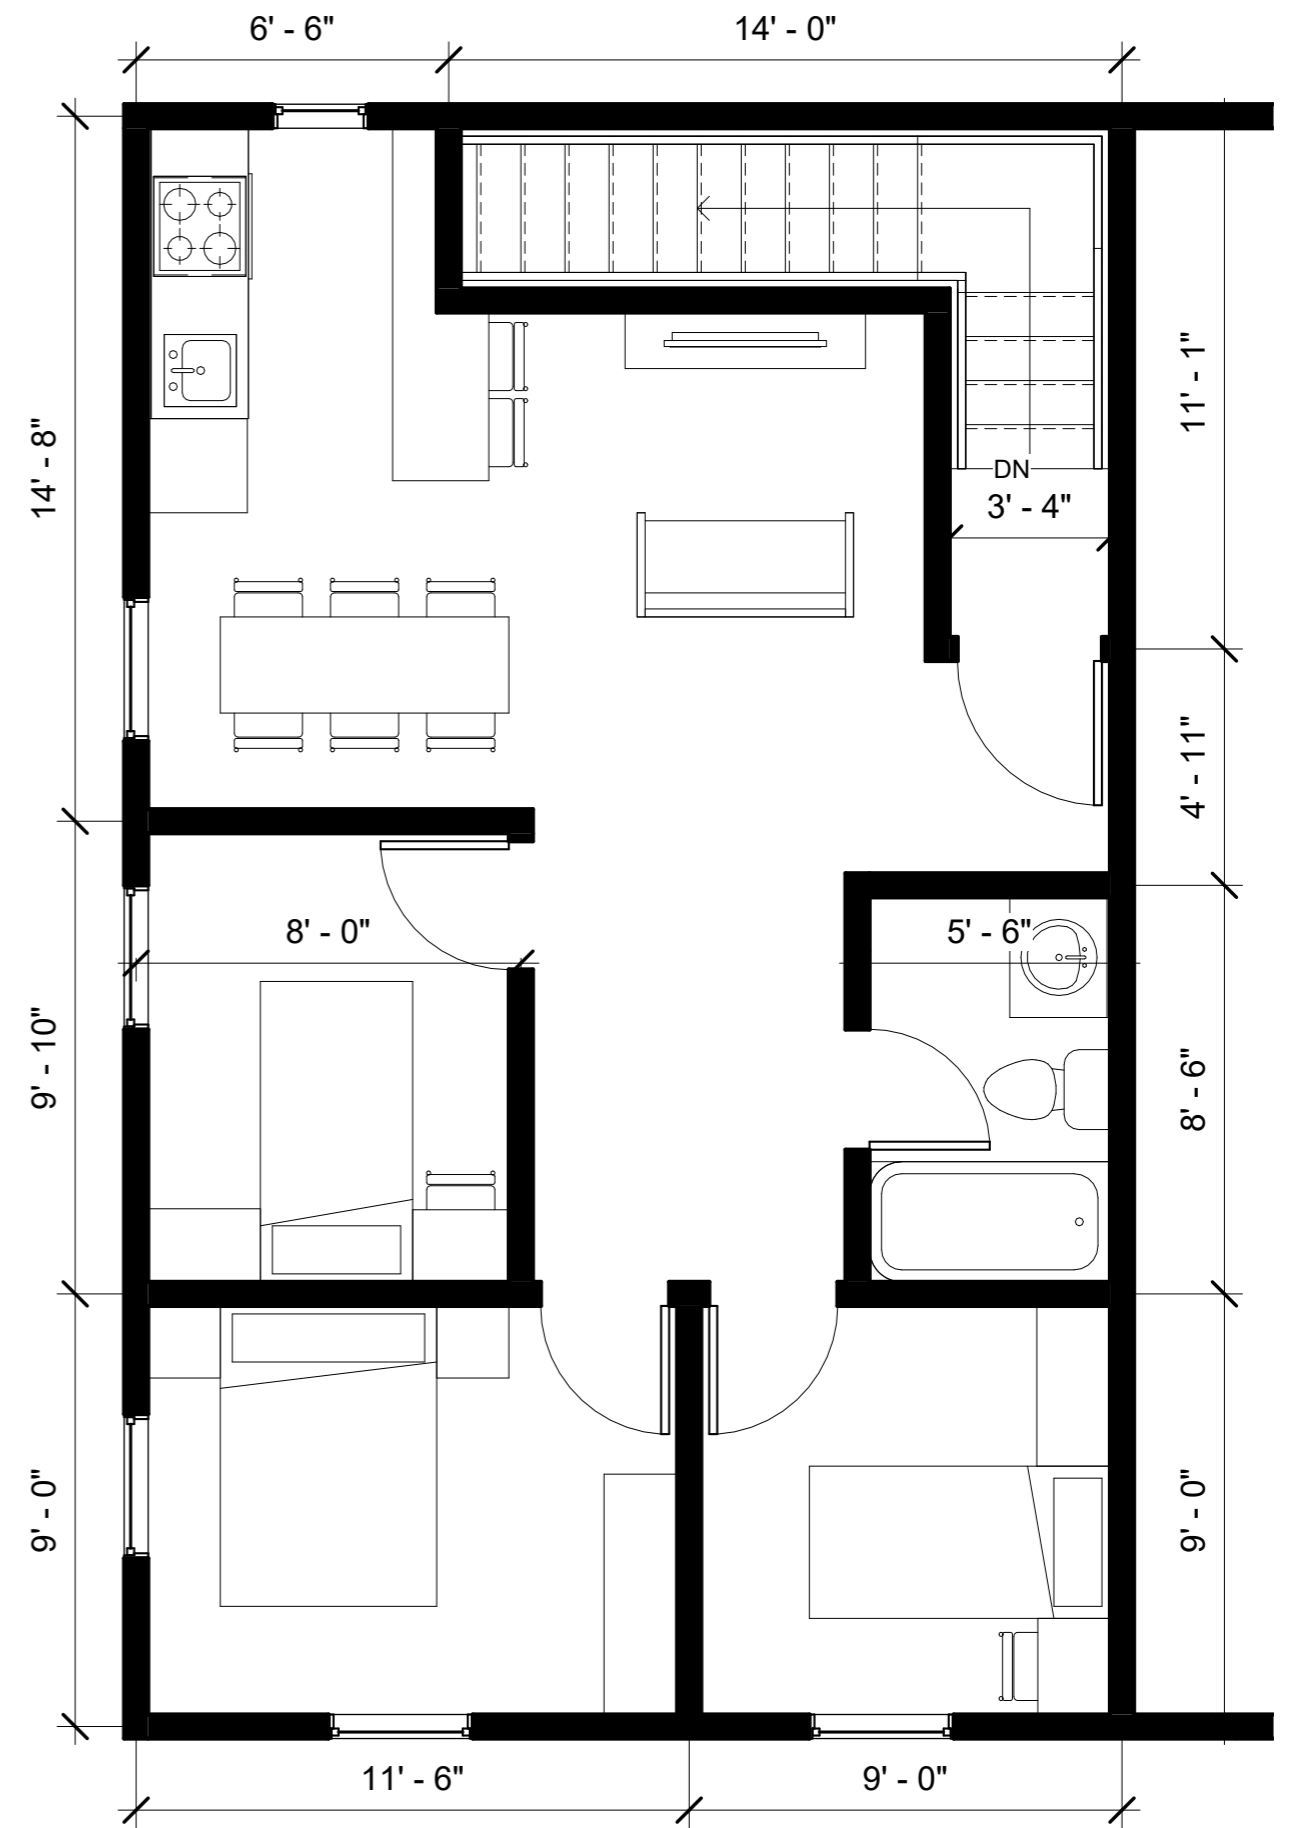 6' - 6"
14' - 0"
14' - 8"
11' - 1"
DN
3' - 4"
4' - 11"
8' - 0"
5' - 6"
9' - 10"
8' - 6"
9' - 0"
9' - 0"
11' - 6"
9' - 0"